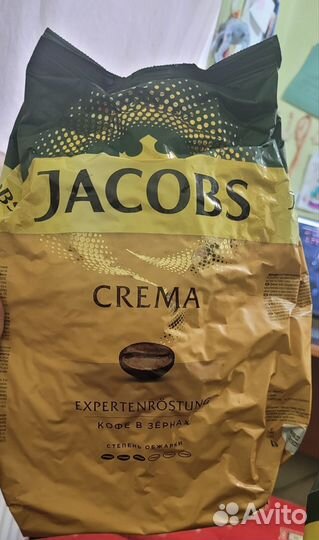 JACOBS
CREMA
EXPERTENRÖSTUNG
КОФЕ В ЗЁРНАХ
СТЕПЕНЬ ОБЖАРКИ
Avito